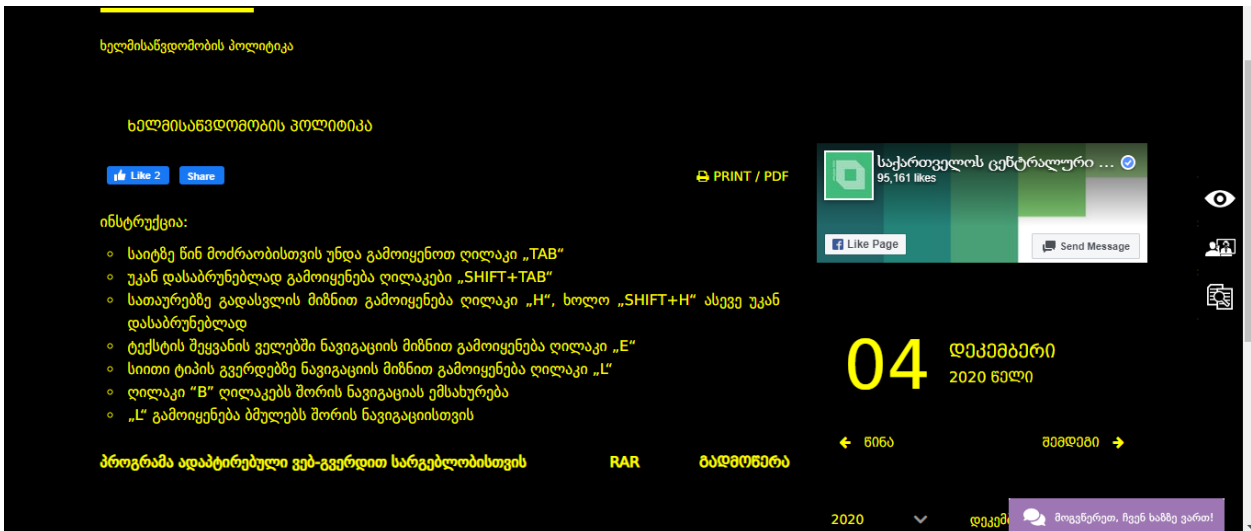 ხელმისაწვდომობის პოლიტიკა
ᲮᲔᲚᲛᲘᲡᲐᲬᲕᲓᲝᲛᲝᲑᲘᲡ ᲞᲝᲚᲘᲢᲘᲙᲐ
Like 2 Share
PRINT / PDF
ინსტრუქცია:
საიტზე წინ მოძრაობისთვის უნდა გამოიყენოთ ღილაკი „TAB“
უკან დასაბრუნებლად გამოიყენება ღილაკები „SHIFT+TAB“
სათაურებზე გადასვლის მიზნით გამოიყენება ღილაკი „H“, ხოლო „SHIFT+H“ ასევე უკან
დასაბრუნებლად
ტექსტის შეყვანის ველებში ნავიგაციის მიზნით გამოიყენება ღილაკი „E“
სიითი ტიპის გვერდებზე ნავიგაციის მიზნით გამოიყენება ღილაკი „L“
ღილაკი “B” ღილაკებს შორის ნავიგაციას ემსახურება
„L“ გამოიყენება ბმულებს შორის ნავიგაციისთვის
პროგრამა ადაპტირებული ვებ-გვერდით სარგებლობისთვის RAR ᲒᲐᲓᲛᲝᲬᲔᲠᲐ
საქართველოს ცენტრალური ...
95,161 likes
Like Page Send Message
04
ᲓᲔᲙᲔᲛᲑᲔᲠᲘ
2020 ᲬᲔᲚᲘ
ᲬᲘᲜᲐ ᲨᲔᲛᲓᲔᲒᲘ
2020
მოგვწერეთ, ჩვენ ხაზზე ვართ!